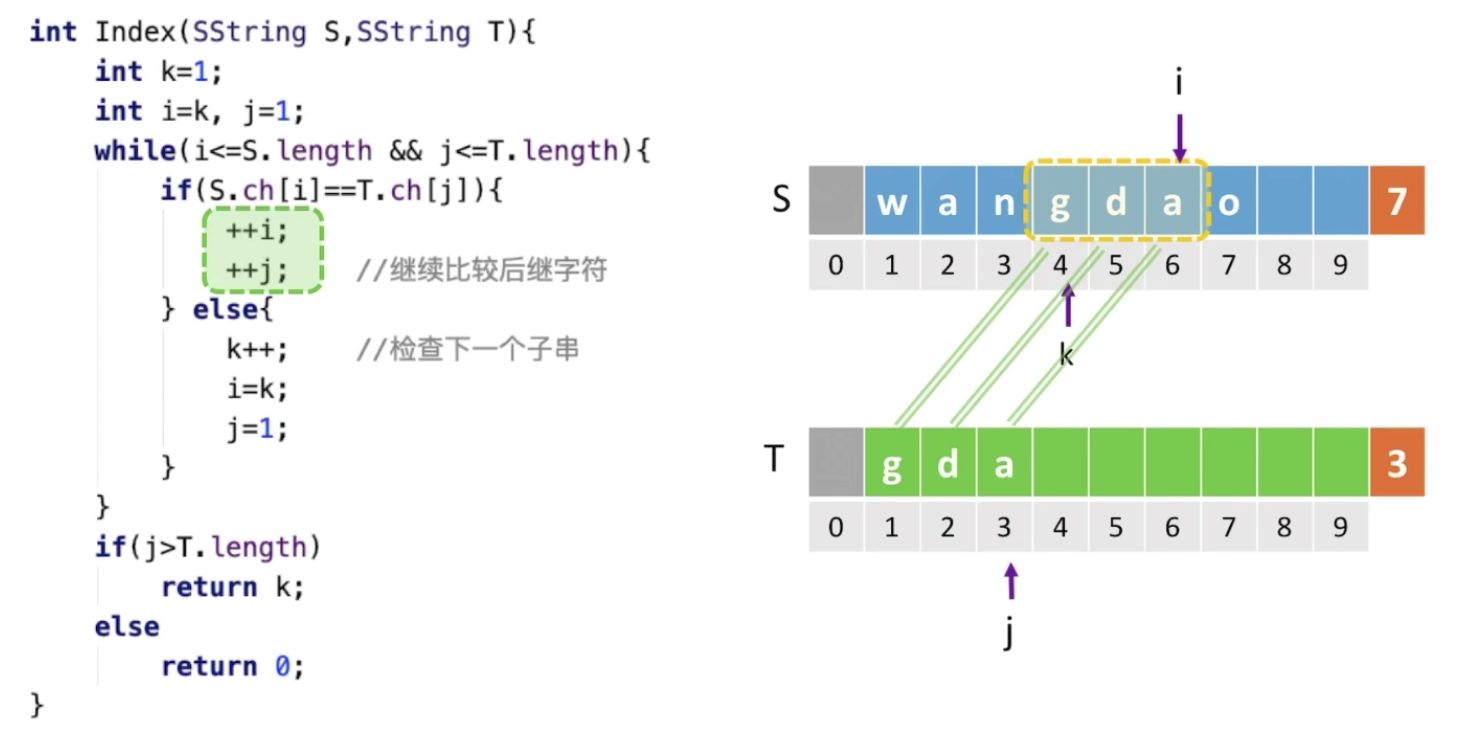 int Index(SString S,SString T){
int k=1;
int i=k, j=1;
while(i<=S.length && j<=T.length){
if(S.ch[i]==T.ch[j]){
++i;
++j; //继续比较后继字符
} else{
k++; //检查下一个子串
i=k;
j=1;
}
}
if(j>T.length)
return k;
else
return 0;
}
i
S w a n g d a o 7
0 1 2 3 4 5 6 7 8 9
k
T g d a 3
0 1 2 3 4 5 6 7 8 9
j